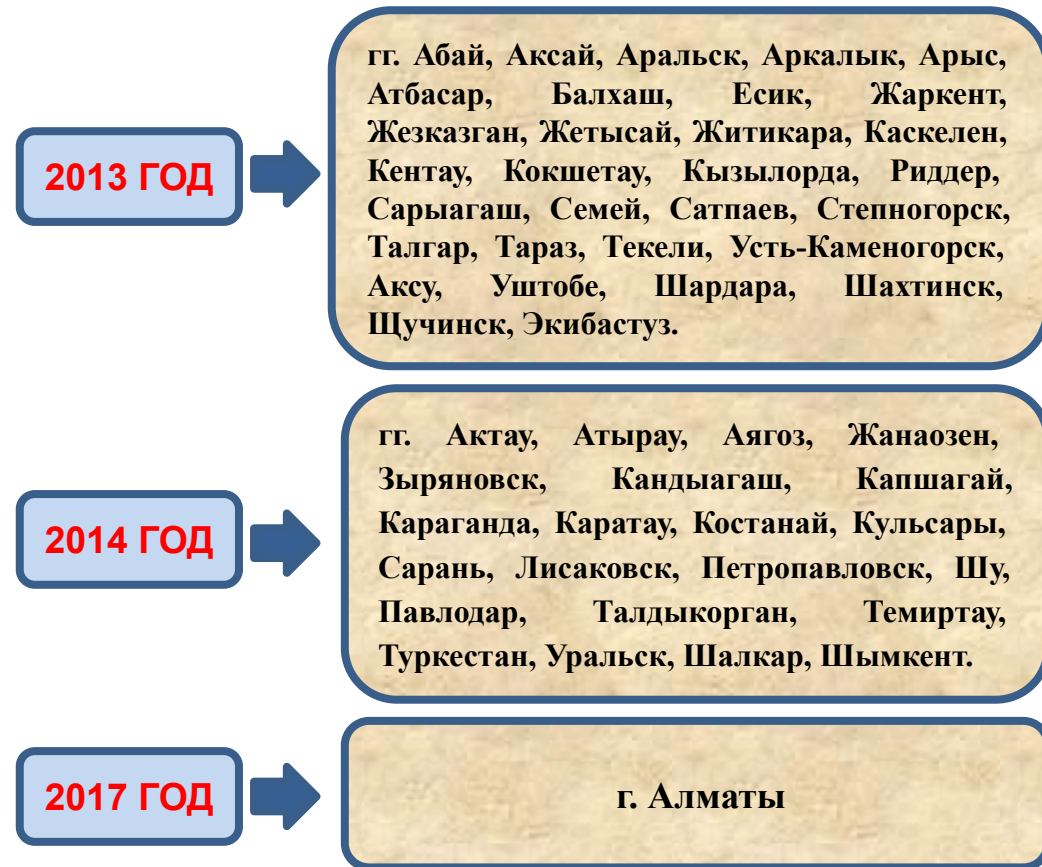 2013 ГОД
гг. Абай, Аксай, Аральск, Аркалык, Арыс,
Атбасар, Балхаш, Есик, Жаркент,
Жезказган, Жетысай, Житикара, Каскелен,
Кентау, Кокшетау, Кызылорда, Риддер,
Сарыагаш, Семей, Сатпаев, Степногорск,
Талгар, Тараз, Текели, Усть-Каменогорск,
Аксу, Уштобе, Шардара, Шахтинск,
Щучинск, Экибастуз.
2014 ГОД
гг. Актау, Атырау, Аягоз, Жанаозен,
Зыряновск, Кандыагаш, Капшагай,
Караганда, Каратау, Костанай, Кульсары,
Сарань, Лисаковск, Петропавловск, Шу,
Павлодар, Талдыкорган, Темиртау,
Туркестан, Уральск, Шалкар, Шымкент.
2017 ГОД
г. Алматы